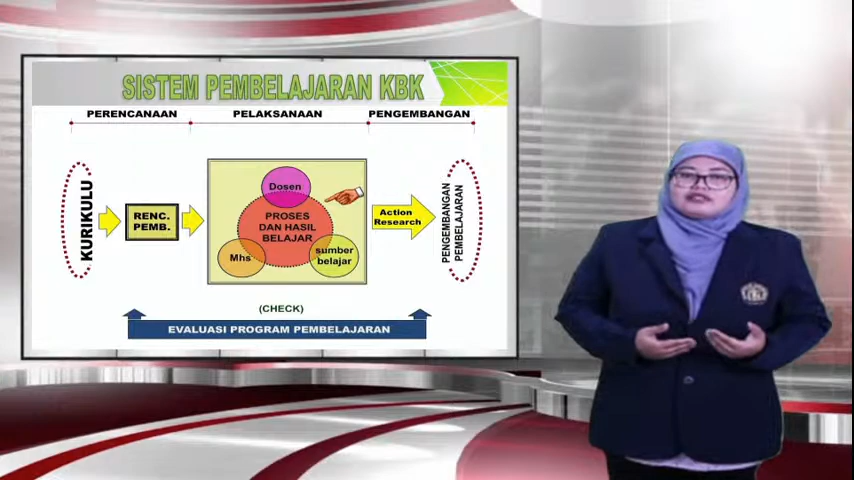 SISTEM PEMBELAJARAN KBK
PERENCANAAN
PELAKSANAAN
PENGEMBANGAN
KURIKULU
RENC.
PEMB.
Dosen
PROSES
DAN HASIL
BELAJAR
Mhs
sumber
belajar
Action
Research
PENGEMBANGAN
PEMBELAJARAN
(CHECK)
EVALUASI PROGRAM PEMBELAJARAN